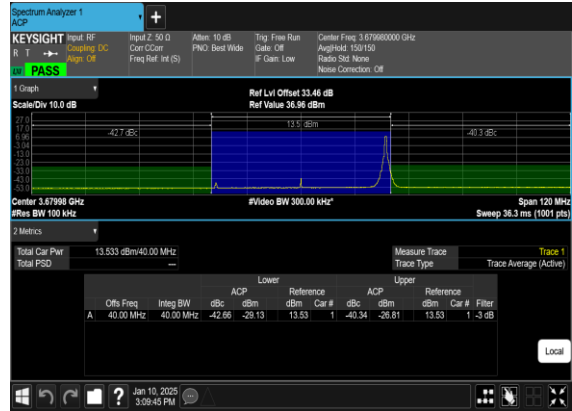 Spectrum Analyzer 1
ACP
+
KEYSIGHT Input: RF Input Z: 50 Ω Atten: 10 dB Trig: Free Run Center Freq: 3.679980000 GHz
R T Coupling: DC Corr CCorr PNO: Best Wide Gate: Off Avg|Hold: 150/150
Align: Off Freq Ref: Int (S) IF Gain: Low Radio Std: None
LXI PASS Noise Correction: Off
1 Graph
Ref Lvl Offset 33.46 dB
Scale/Div 10.0 dB Ref Value 36.96 dBm
27.0
17.0 -42.7 dBc 13.5 dBm -40.3 dBc
6.96
-3.04
-13.0
-23.0
-33.0
-43.0
-53.0
Center 3.67998 GHz #Video BW 300.00 kHz* Span 120 MHz
#Res BW 100 kHz Sweep 36.3 ms (1001 pts)
2 Metrics
Total Car Pwr 13.533 dBm/40.00 MHz Measure Trace Trace 1
Total PSD --- Trace Type Trace Average (Active)
Lower Upper
ACP Reference ACP Reference
Offs Freq Integ BW dBc dBm dBm Car # dBc dBm dBm Car # Filter
A 40.00 MHz 40.00 MHz -42.66 -29.13 13.53 1 -40.34 -26.81 13.53 1 -3 dB
Local
?
Jan 10, 2025
3:09:45 PM